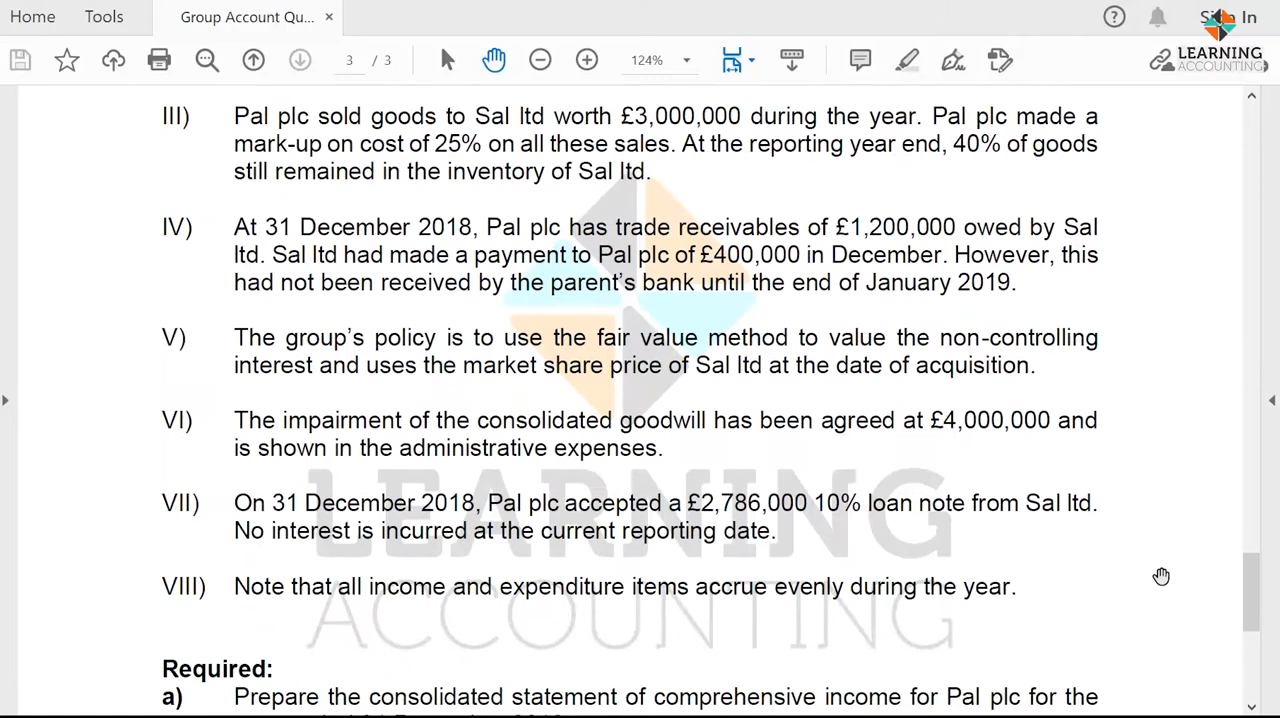 Home
Tools
Group Account Qu... ×
Sign In
LEARNING
ACCOUNTING
3 / 3
124%
III) Pal plc sold goods to Sal ltd worth £3,000,000 during the year. Pal plc made a
mark-up on cost of 25% on all these sales. At the reporting year end, 40% of goods
still remained in the inventory of Sal ltd.
IV) At 31 December 2018, Pal plc has trade receivables of £1,200,000 owed by Sal
ltd. Sal ltd had made a payment to Pal plc of £400,000 in December. However, this
had not been received by the parent's bank until the end of January 2019.
V) The group's policy is to use the fair value method to value the non-controlling
interest and uses the market share price of Sal ltd at the date of acquisition.
VI) The impairment of the consolidated goodwill has been agreed at £4,000,000 and
is shown in the administrative expenses.
VII) On 31 December 2018, Pal plc accepted a £2,786,000 10% loan note from Sal ltd.
No interest is incurred at the current reporting date.
VIII) Note that all income and expenditure items accrue evenly during the year.
LEARNING
ACCOUNTING
Required:
a) Prepare the consolidated statement of comprehensive income for Pal plc for the